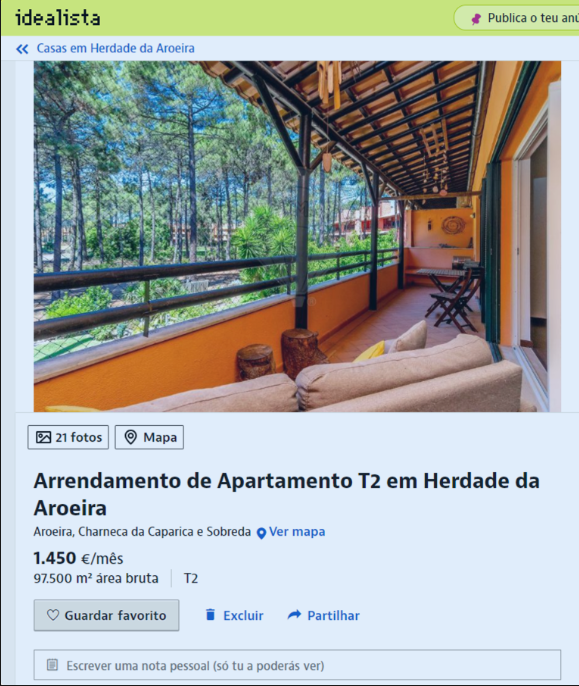 idealista
Publica o teu anú
Casas em Herdade da Aroeira
21 fotos
Mapa
Arrendamento de Apartamento T2 em Herdade da
Aroeira
Aroeira, Charneca da Caparica e Sobreda Ver mapa
1.450 €/mês
97.500 m² área bruta T2
Guardar favorito Excluir Partilhar
Escrever uma nota pessoal (só tu a poderás ver)